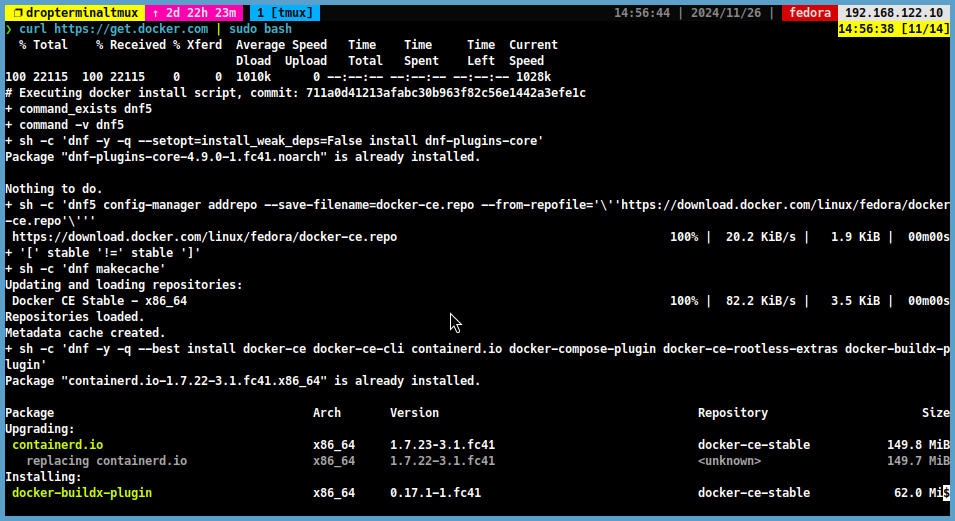 ❐ dropterminaltmux ↑ 2d 22h 23m 1 [tmux] 14:56:44 | 2024/11/26 | fedora 192.168.122.10
❯ curl https://get.docker.com | sudo bash 14:56:38 [11/14]
% Total % Received % Xferd Average Speed Time Time Time Current
Dload Upload Total Spent Left Speed
100 22115 100 22115 0 0 1010k 0 --:--:-- --:--:-- --:--:-- 1028k
# Executing docker install script, commit: 711a0d41213afabc30b963f82c56e1442a3efe1c
+ command_exists dnf5
+ command -v dnf5
+ sh -c 'dnf -y -q --setopt=install_weak_deps=False install dnf-plugins-core'
Package "dnf-plugins-core-4.9.0-1.fc41.noarch" is already installed.
Nothing to do.
+ sh -c 'dnf5 config-manager addrepo --save-filename=docker-ce.repo --from-repofile='\''https://download.docker.com/linux/fedora/docker
-ce.repo'\'''
https://download.docker.com/linux/fedora/docker-ce.repo 100% | 20.2 KiB/s | 1.9 KiB | 00m00s
+ '[' stable '!=' stable ']'
+ sh -c 'dnf makecache'
Updating and loading repositories:
Docker CE Stable - x86_64 100% | 82.2 KiB/s | 3.5 KiB | 00m00s
Repositories loaded.
Metadata cache created.
+ sh -c 'dnf -y -q --best install docker-ce docker-ce-cli containerd.io docker-compose-plugin docker-ce-rootless-extras docker-buildx-p
lugin'
Package "containerd.io-1.7.22-3.1.fc41.x86_64" is already installed.
Package Arch Version Repository Size
Upgrading:
containerd.io x86_64 1.7.23-3.1.fc41 docker-ce-stable 149.8 MiB
replacing containerd.io x86_64 1.7.22-3.1.fc41 <unknown> 149.7 MiB
Installing:
docker-buildx-plugin x86_64 0.17.1-1.fc41 docker-ce-stable 62.0 Mi$